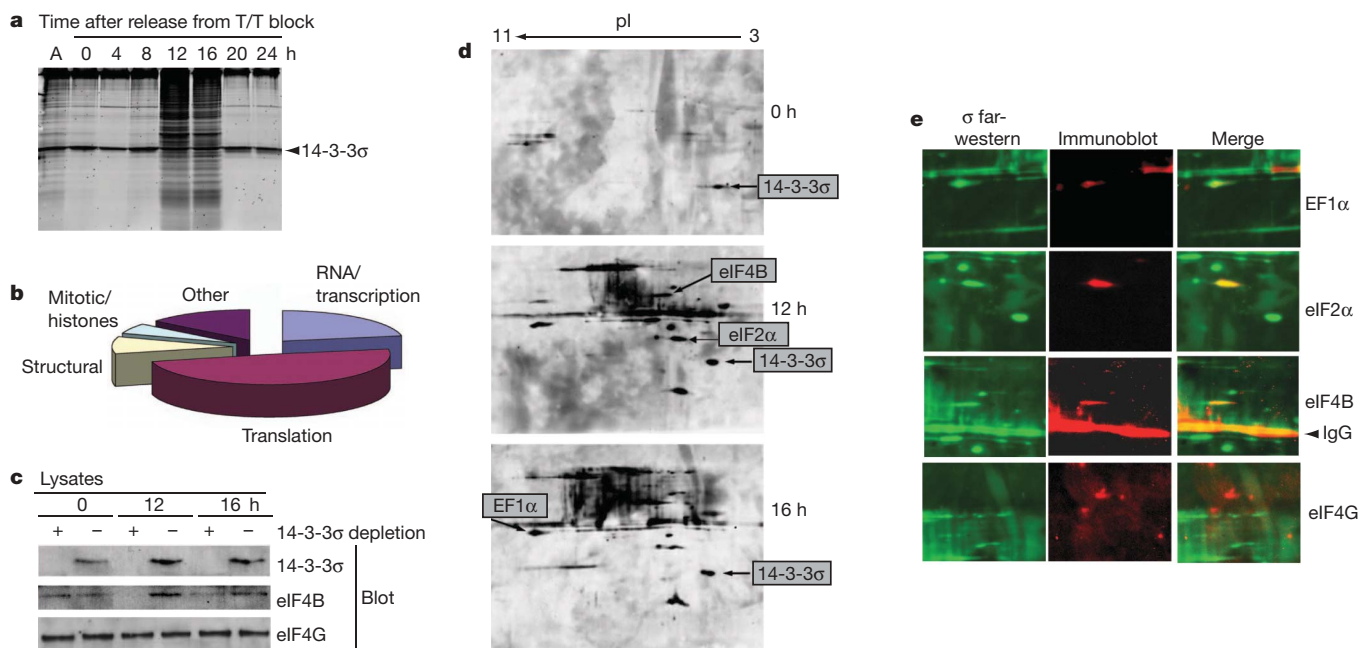 a Time after release from T/T block
A 0 4 8 12 16 20 24 h
14-3-3σ
b
RNA/
transcription
Other
Mitotic/
histones
Structural
Translation
c Lysates
0 12 16 h
+ – + – + – 14-3-3σ depletion
14-3-3σ
eIF4B
eIF4G
Blot
d
pI
11 3
0 h
14-3-3σ
eIF4B
12 h
eIF2α
14-3-3σ
EF1α
16 h
14-3-3σ
e
σ far-
western Immunoblot Merge
EF1α
eIF2α
eIF4B
IgG
eIF4G